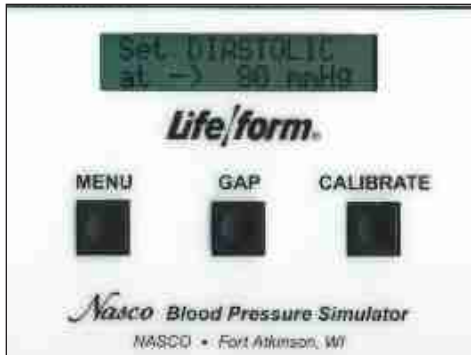 Set DIASTOLIC
at -> 90 mmHg
Life/form®
MENU GAP CALIBRATE
Nasco Blood Pressure Simulator
NASCO • Fort Atkinson, WI